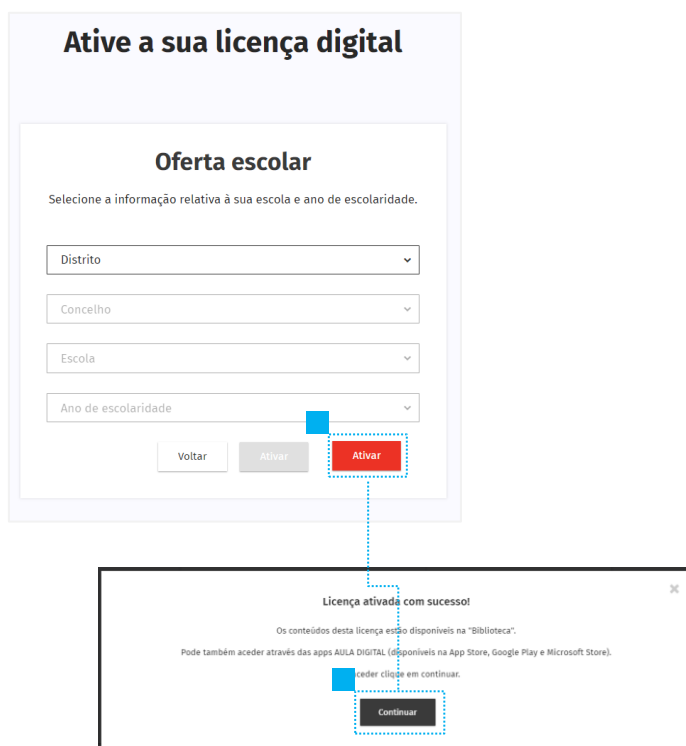 Ative a sua licença digital
Oferta escolar
Selecione a informação relativa à sua escola e ano de escolaridade.
Distrito
Concelho
Escola
Ano de escolaridade
Voltar
Ativar
Ativar
Licença ativada com sucesso!
Os conteúdos desta licença estão disponíveis na "Biblioteca".
Pode também aceder através das apps AULA DIGITAL (disponíveis na App Store, Google Play e Microsoft Store).
clique em continuar.
Continuar